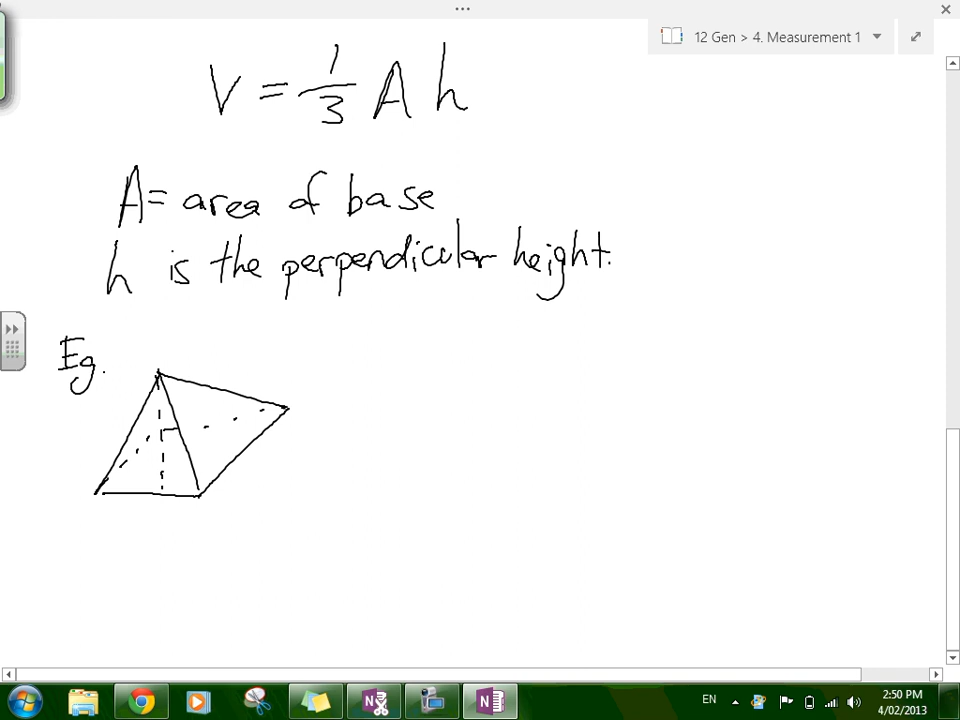 12 Gen > 4. Measurement 1
V = 1/3 A h
A = area of base
h is the perpendicular height.
Eg.
EN
2:50 PM
4/02/2013